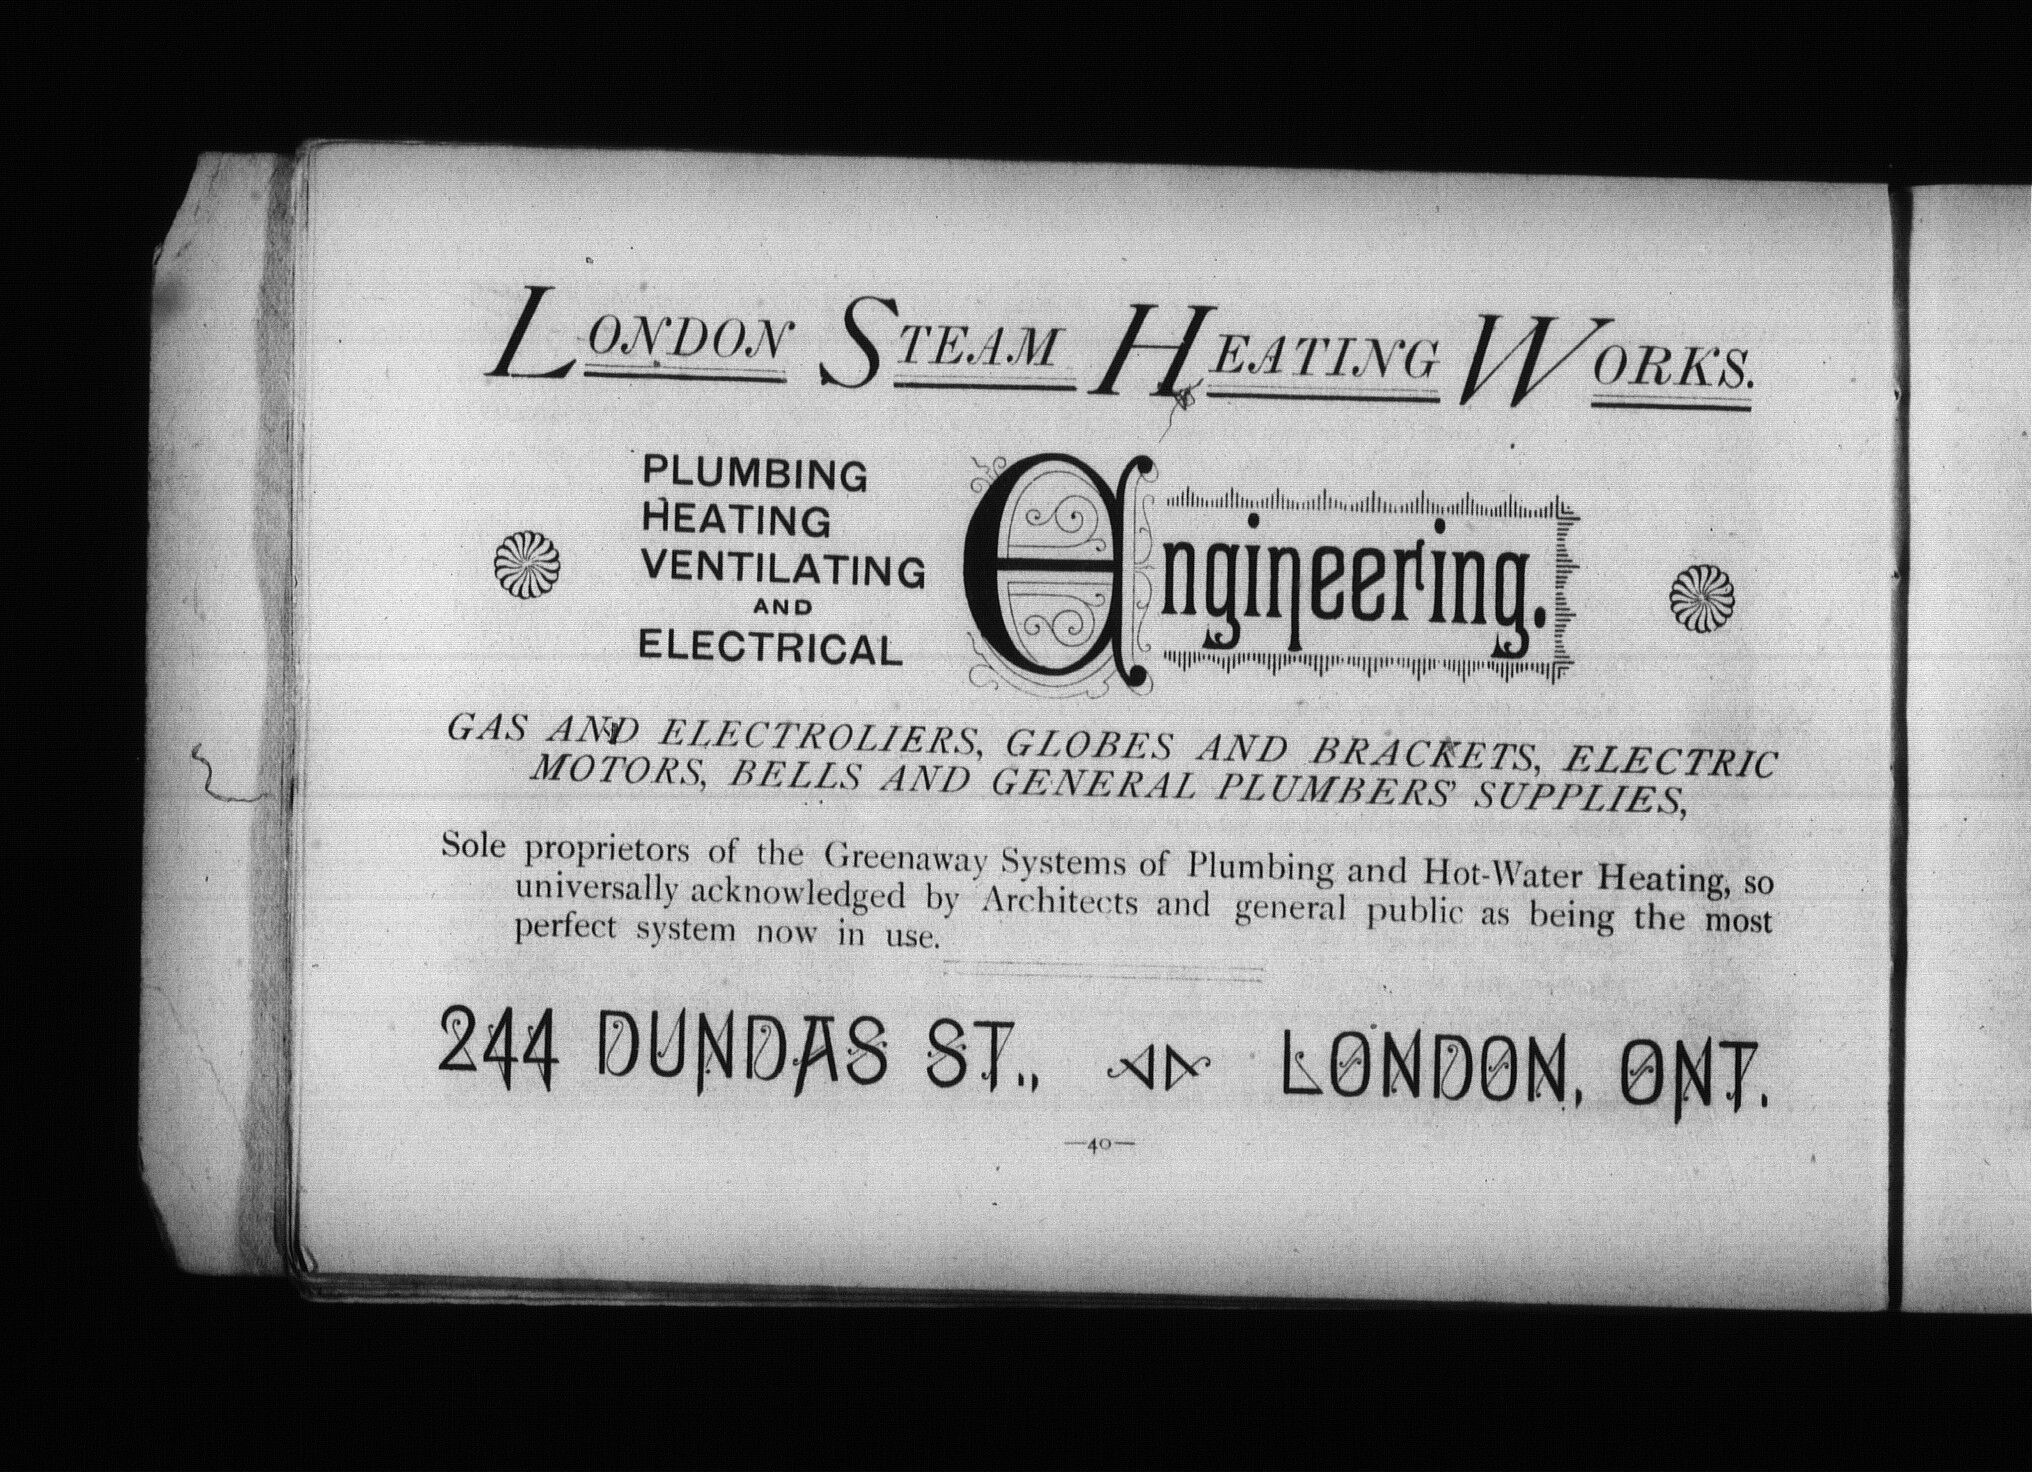 LONDON STEAM HEATING WORKS.
PLUMBING
HEATING
VENTILATING
AND
ELECTRICAL
Engineering.
GAS AND ELECTROLIERS, GLOBES AND BRACKETS, ELECTRIC
MOTORS, BELLS AND GENERAL PLUMBERS' SUPPLIES,
Sole proprietors of the Greenaway Systems of Plumbing and Hot-Water Heating, so
universally acknowledged by Architects and general public as being the most
perfect system now in use.
244 DUNDAS ST., LONDON, ONT.
—40—